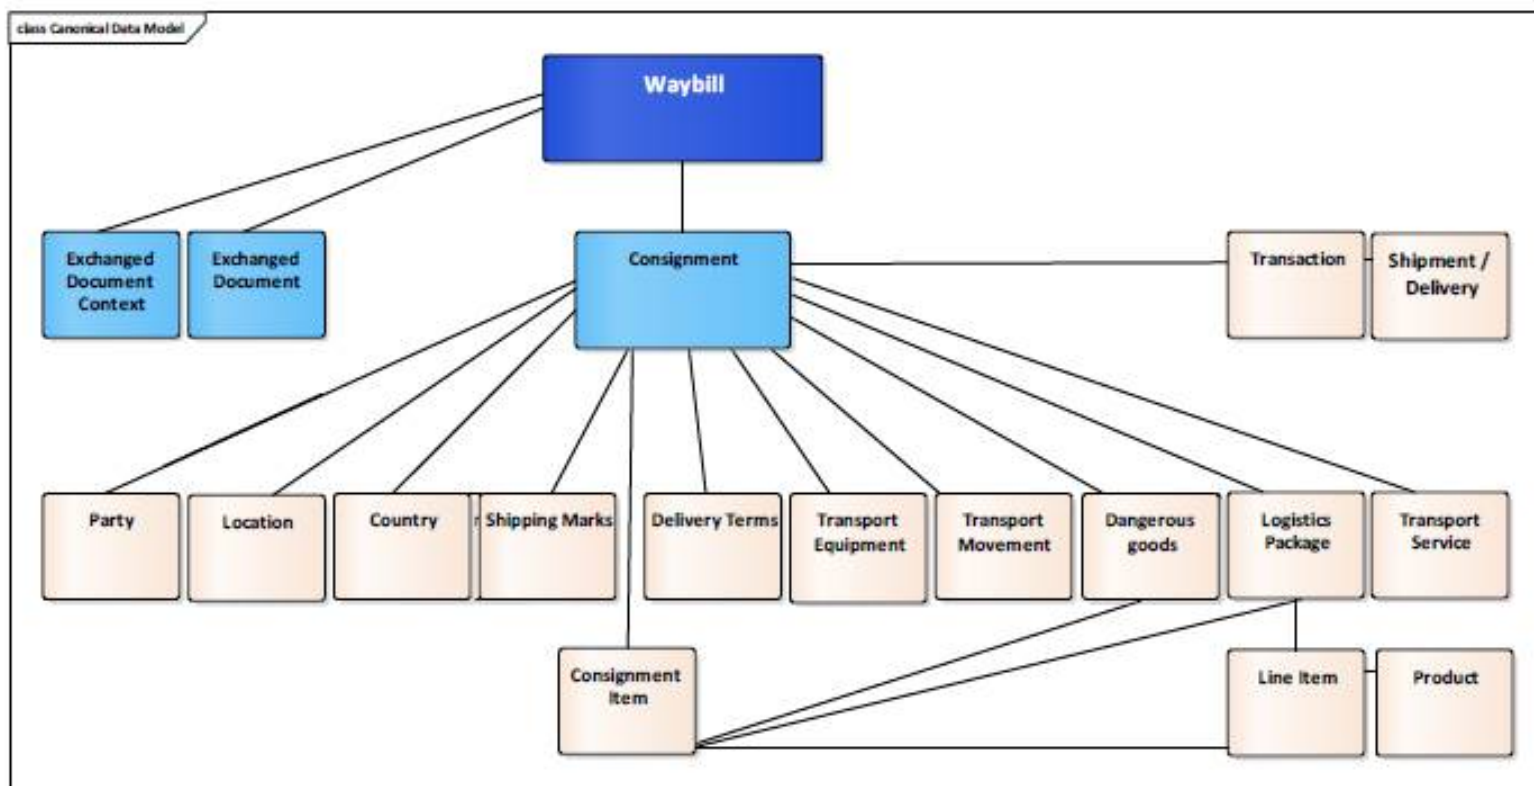 class Canonical Data Model
Waybill
Exchanged
Document
Context
Exchanged
Document
Consignment
Transaction
Shipment /
Delivery
Party
Location
Country
Shipping Marks
Delivery Terms
Transport
Equipment
Transport
Movement
Dangerous
goods
Logistics
Package
Transport
Service
Consignment
Item
Line Item
Product